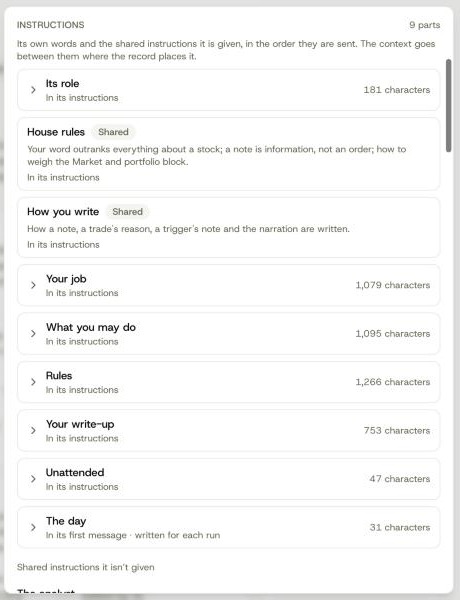 INSTRUCTIONS
9 parts
Its own words and the shared instructions it is given, in the order they are sent. The context goes
between them where the record places it.
Its role
In its instructions
181 characters
House rules
Shared
Your word outranks everything about a stock; a note is information, not an order; how to
weigh the Market and portfolio block.
In its instructions
How you write
Shared
How a note, a trade's reason, a trigger's note and the narration are written.
In its instructions
Your job
In its instructions
1,079 characters
What you may do
In its instructions
1,095 characters
Rules
In its instructions
1,266 characters
Your write-up
In its instructions
753 characters
Unattended
In its instructions
47 characters
The day
In its first message · written for each run
31 characters
Shared instructions it isn't given
The analyst